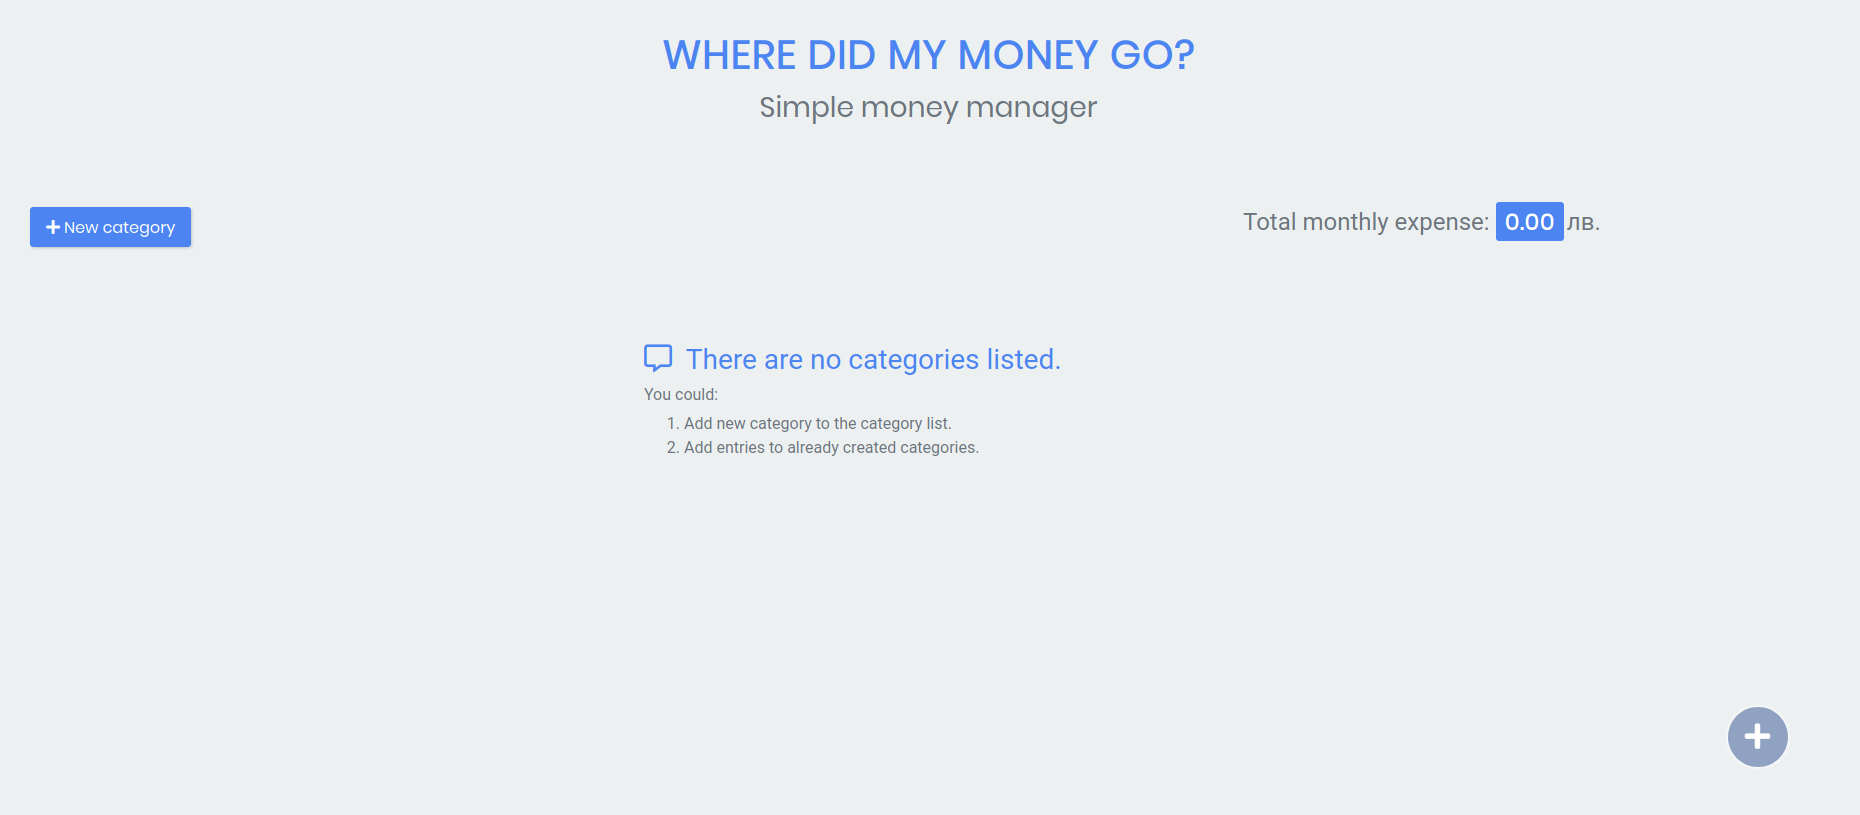 WHERE DID MY MONEY GO?
Simple money manager
New category
Total monthly expense: 0.00 лв.
There are no categories listed.
You could:
1. Add new category to the category list.
2. Add entries to already created categories.